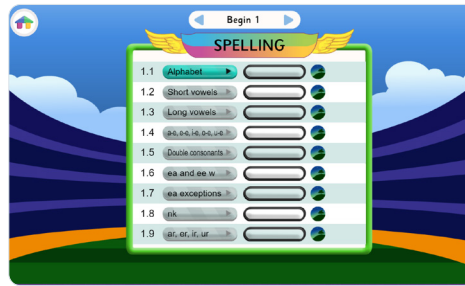 Begin 1
SPELLING
1.1 Alphabet
1.2 Short vowels
1.3 Long vowels
1.4 a-e, e-e, i-e, o-e, u-e
1.5 Double consonants
1.6 ea and ee w
1.7 ea exceptions
1.8 nk
1.9 ar, er, ir, ur